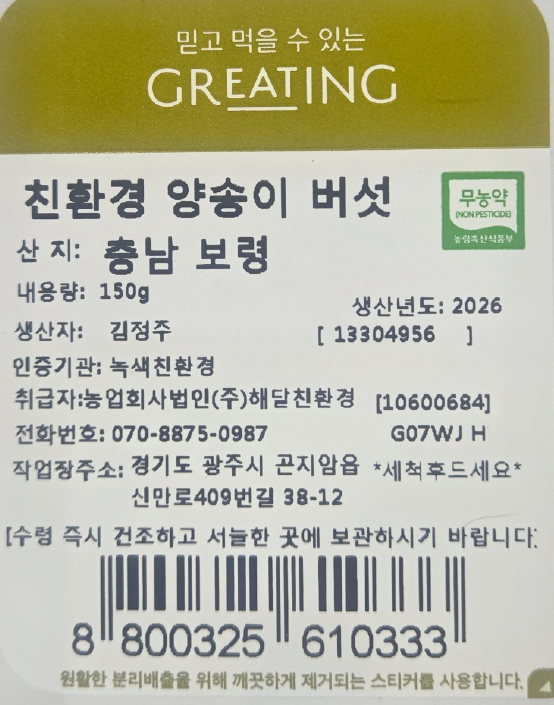 믿고 먹을 수 있는
GREATING
친환경 양송이 버섯
무농약
(NON PESTICIDE)
농림축산식품부
산 지: 충남 보령
내용량: 150g
생산년도: 2026
생산자: 김정주 [ 13304956 ]
인증기관: 녹색친환경
취급자:농업회사법인(주)해달친환경 [10600684]
전화번호: 070-8875-0987 G07WJ H
작업장주소: 경기도 광주시 곤지암읍 *세척후드세요*
신만로409번길 38-12
[수령 즉시 건조하고 서늘한 곳에 보관하시기 바랍니다.
8 800325 610333
원활한 분리배출을 위해 깨끗하게 제거되는 스티커를 사용합니다.